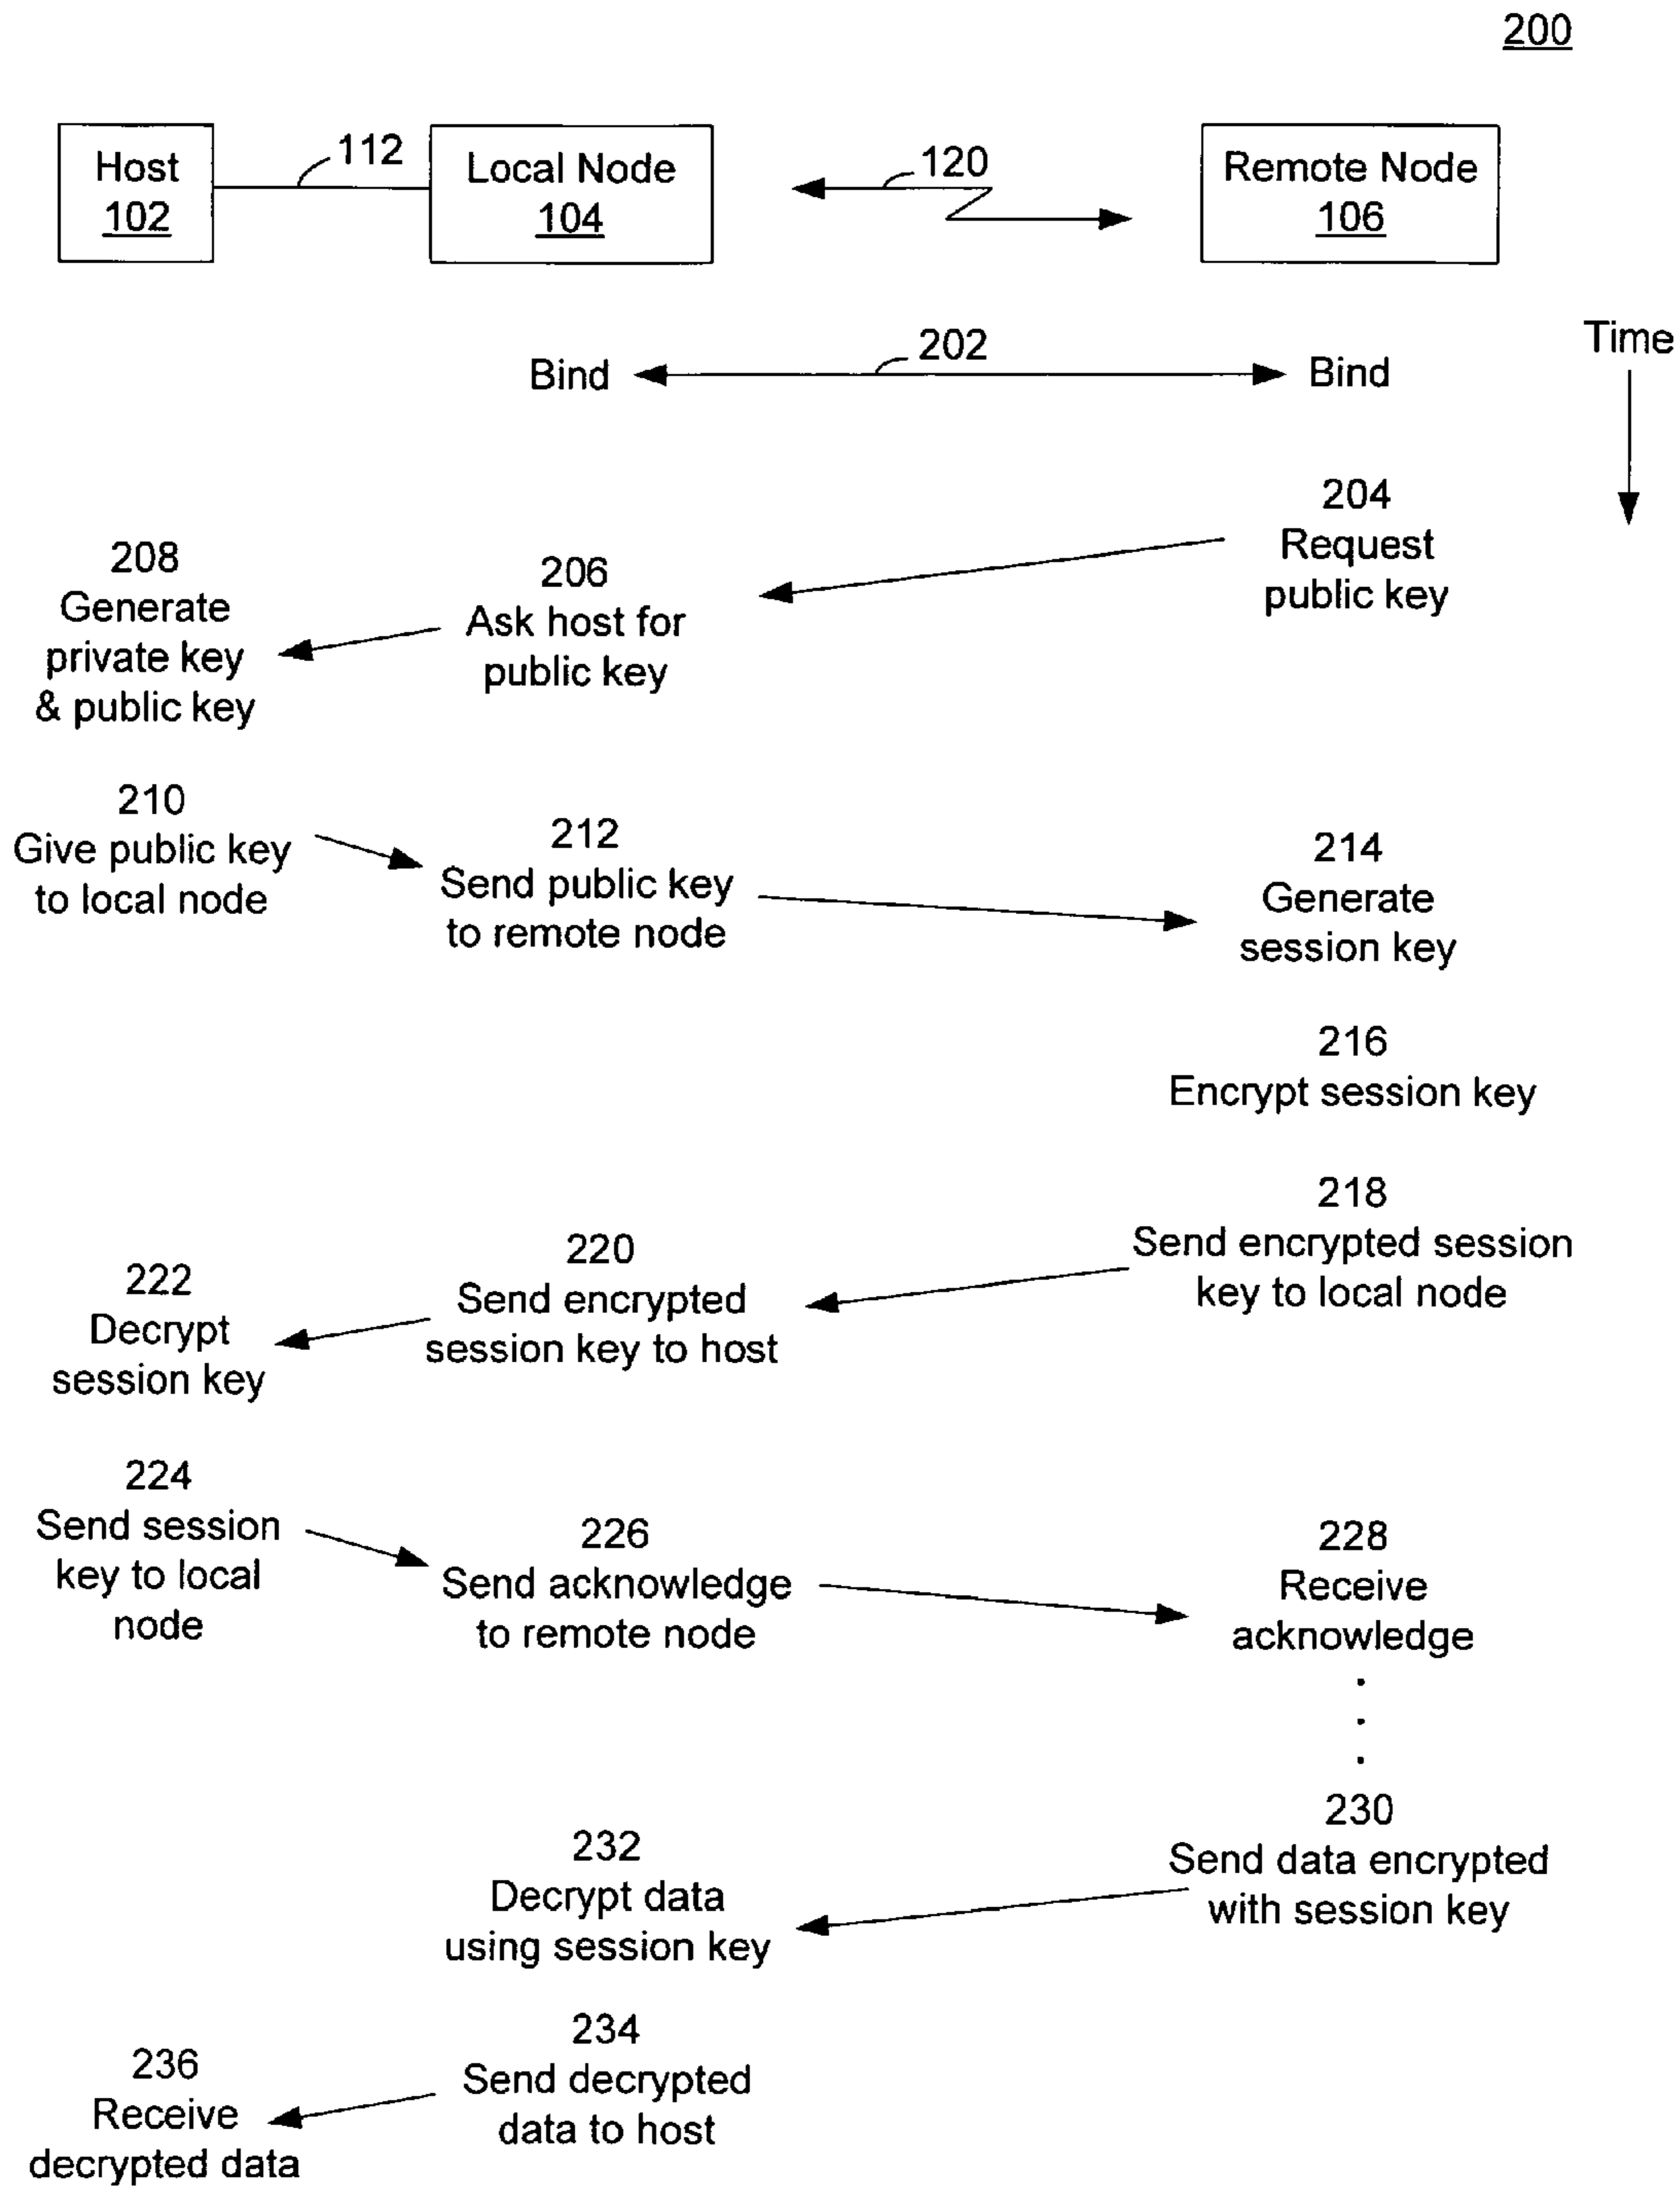 200
Host
102
112
Local Node
104
120
Remote Node
106
Bind
202
Bind
Time
204
Request
public key
206
Ask host for
public key
208
Generate
private key
& public key
210
Give public key
to local node
212
Send public key
to remote node
214
Generate
session key
216
Encrypt session key
218
Send encrypted session
key to local node
220
Send encrypted
session key to host
222
Decrypt
session key
224
Send session
key to local
node
226
Send acknowledge
to remote node
228
Receive
acknowledge
230
Send data encrypted
with session key
232
Decrypt data
using session key
234
Send decrypted
data to host
236
Receive
decrypted data